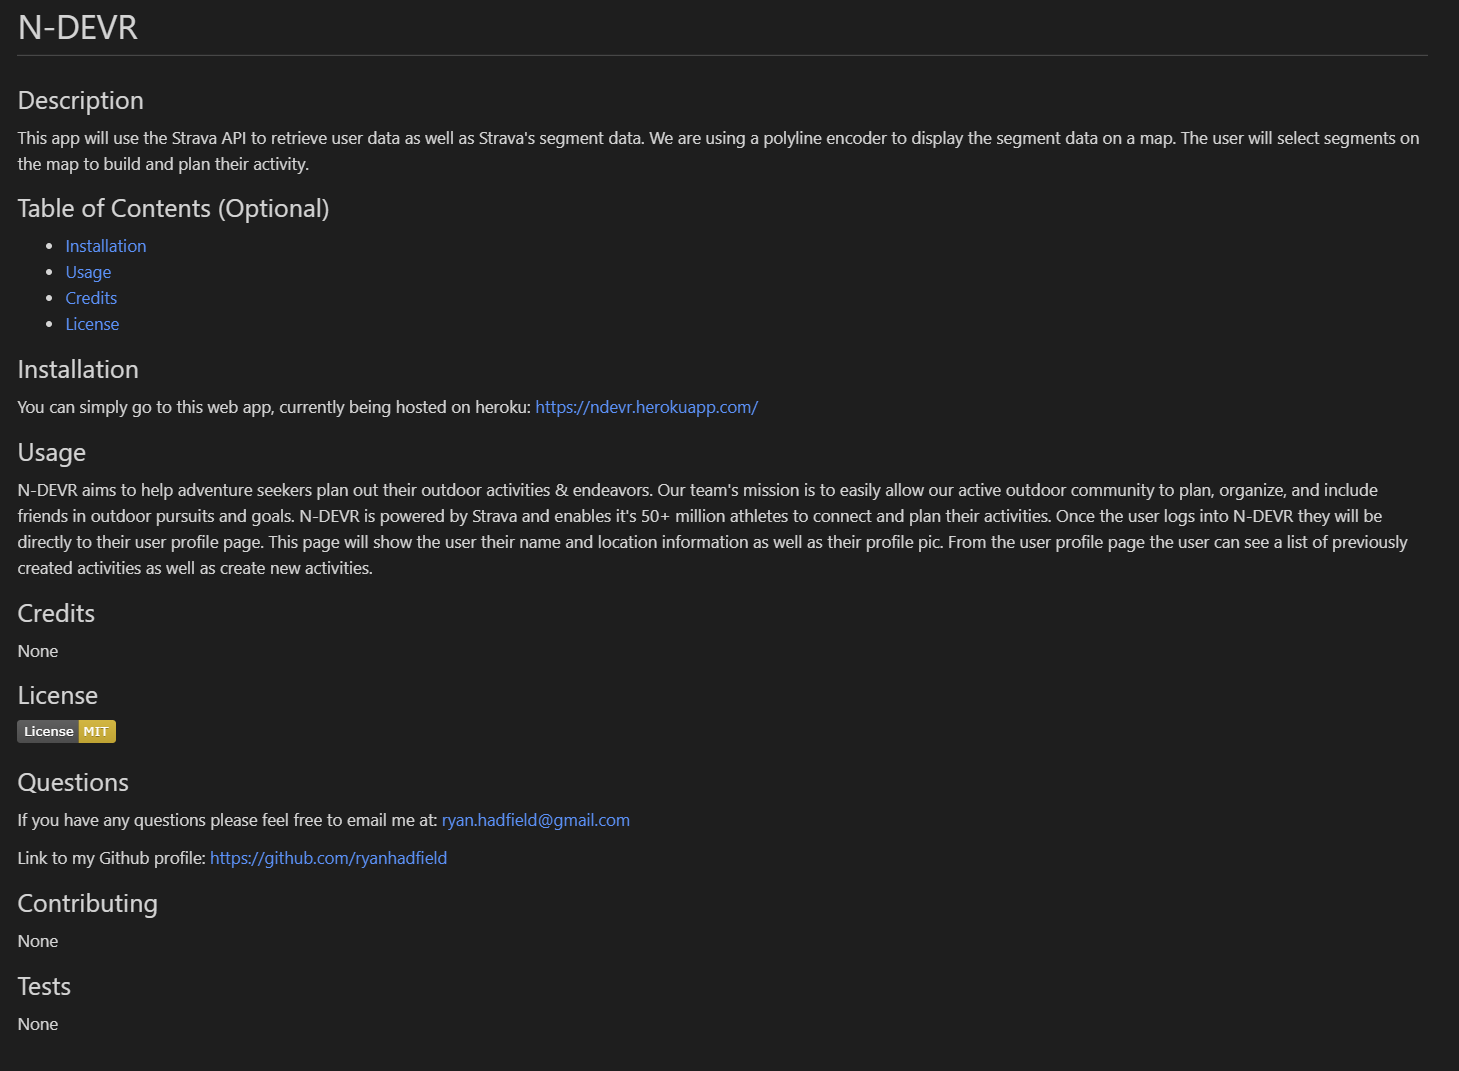 N-DEVR
Description
This app will use the Strava API to retrieve user data as well as Strava's segment data. We are using a polyline encoder to display the segment data on a map. The user will select segments on
the map to build and plan their activity.
Table of Contents (Optional)
Installation
Usage
Credits
License
Installation
You can simply go to this web app, currently being hosted on heroku: https://ndevr.herokuapp.com/
Usage
N-DEVR aims to help adventure seekers plan out their outdoor activities & endeavors. Our team's mission is to easily allow our active outdoor community to plan, organize, and include
friends in outdoor pursuits and goals. N-DEVR is powered by Strava and enables it's 50+ million athletes to connect and plan their activities. Once the user logs into N-DEVR they will be
directly to their user profile page. This page will show the user their name and location information as well as their profile pic. From the user profile page the user can see a list of previously
created activities as well as create new activities.
Credits
None
License
License MIT
Questions
If you have any questions please feel free to email me at: ryan.hadfield@gmail.com
Link to my Github profile: https://github.com/ryanhadfield
Contributing
None
Tests
None